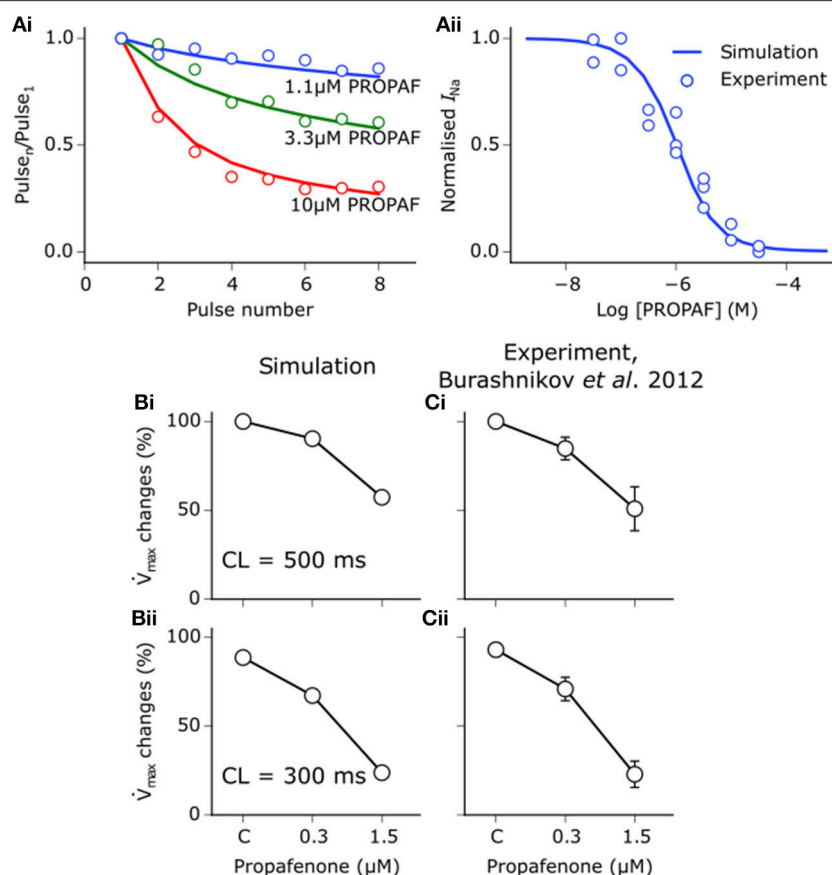 Ai
Aii
1.0
0.5
0.0
Pulseₙ/Pulse₁
1.1µM PROPAF
3.3µM PROPAF
10µM PROPAF
0 2 4 6 8
Pulse number
1.0
0.5
0.0
Normalised I_Na
Simulation
Experiment
−8 −6 −4
Log [PROPAF] (M)
Simulation
Experiment,
Burashnikov et al. 2012
Bi
100
50
0
V̇max changes (%)
CL = 500 ms
Ci
Bii
100
50
0
V̇max changes (%)
CL = 300 ms
C 0.3 1.5
Propafenone (µM)
Cii
C 0.3 1.5
Propafenone (µM)